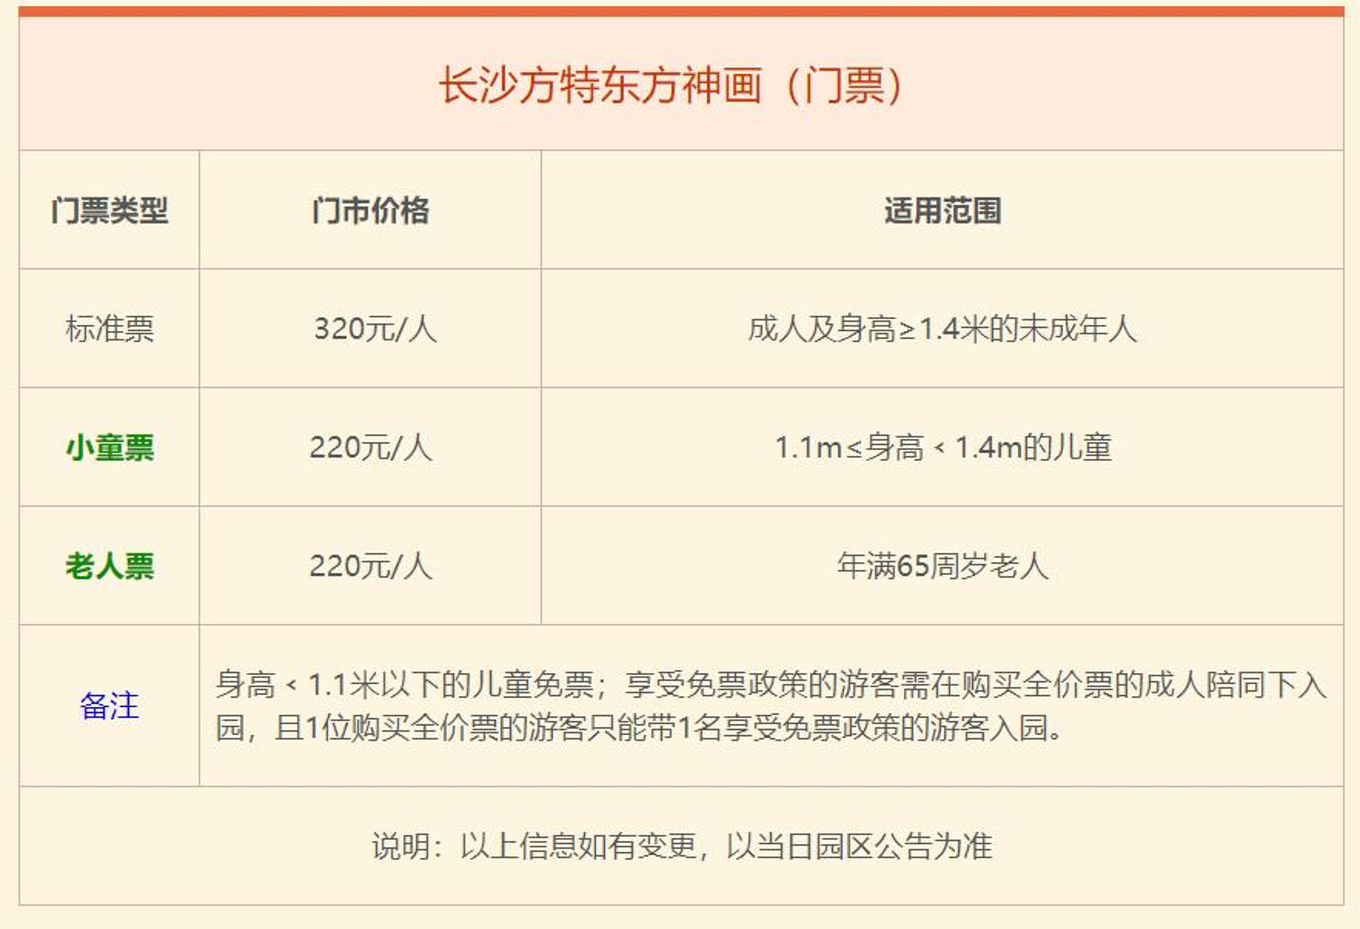 长沙方特东方神画（门票）
门票类型 门市价格 适用范围
标准票 320元/人 成人及身高≥1.4米的未成年人
小童票 220元/人 1.1m≤身高﹤1.4m的儿童
老人票 220元/人 年满65周岁老人
备注
身高﹤1.1米以下的儿童免票；享受免票政策的游客需在购买全价票的成人陪同下入
园，且1位购买全价票的游客只能带1名享受免票政策的游客入园。
说明：以上信息如有变更，以当日园区公告为准